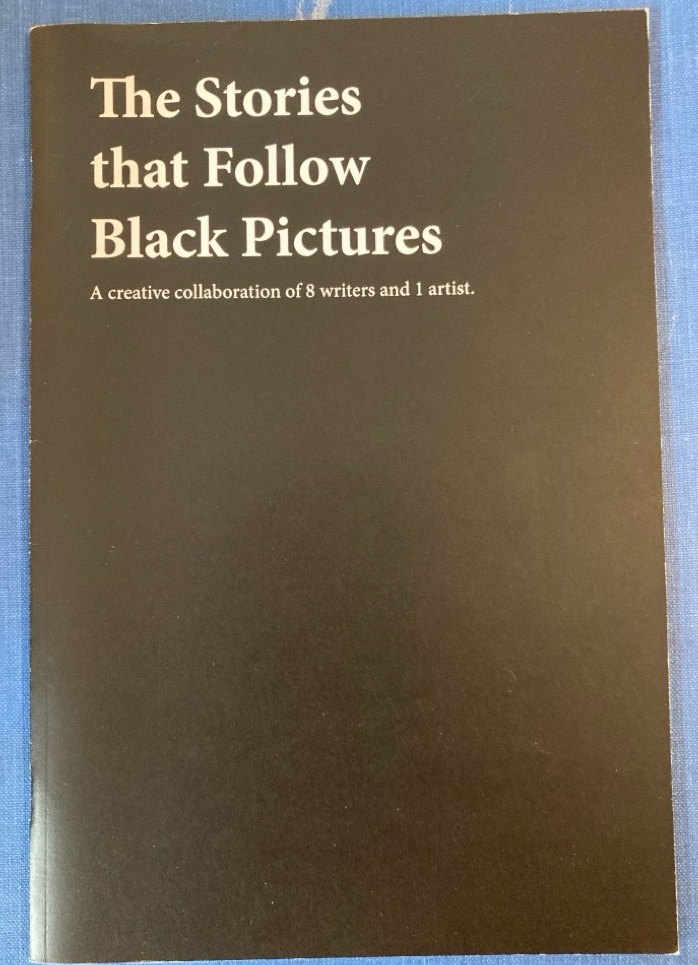 The Stories
that Follow
Black Pictures
A creative collaboration of 8 writers and 1 artist.